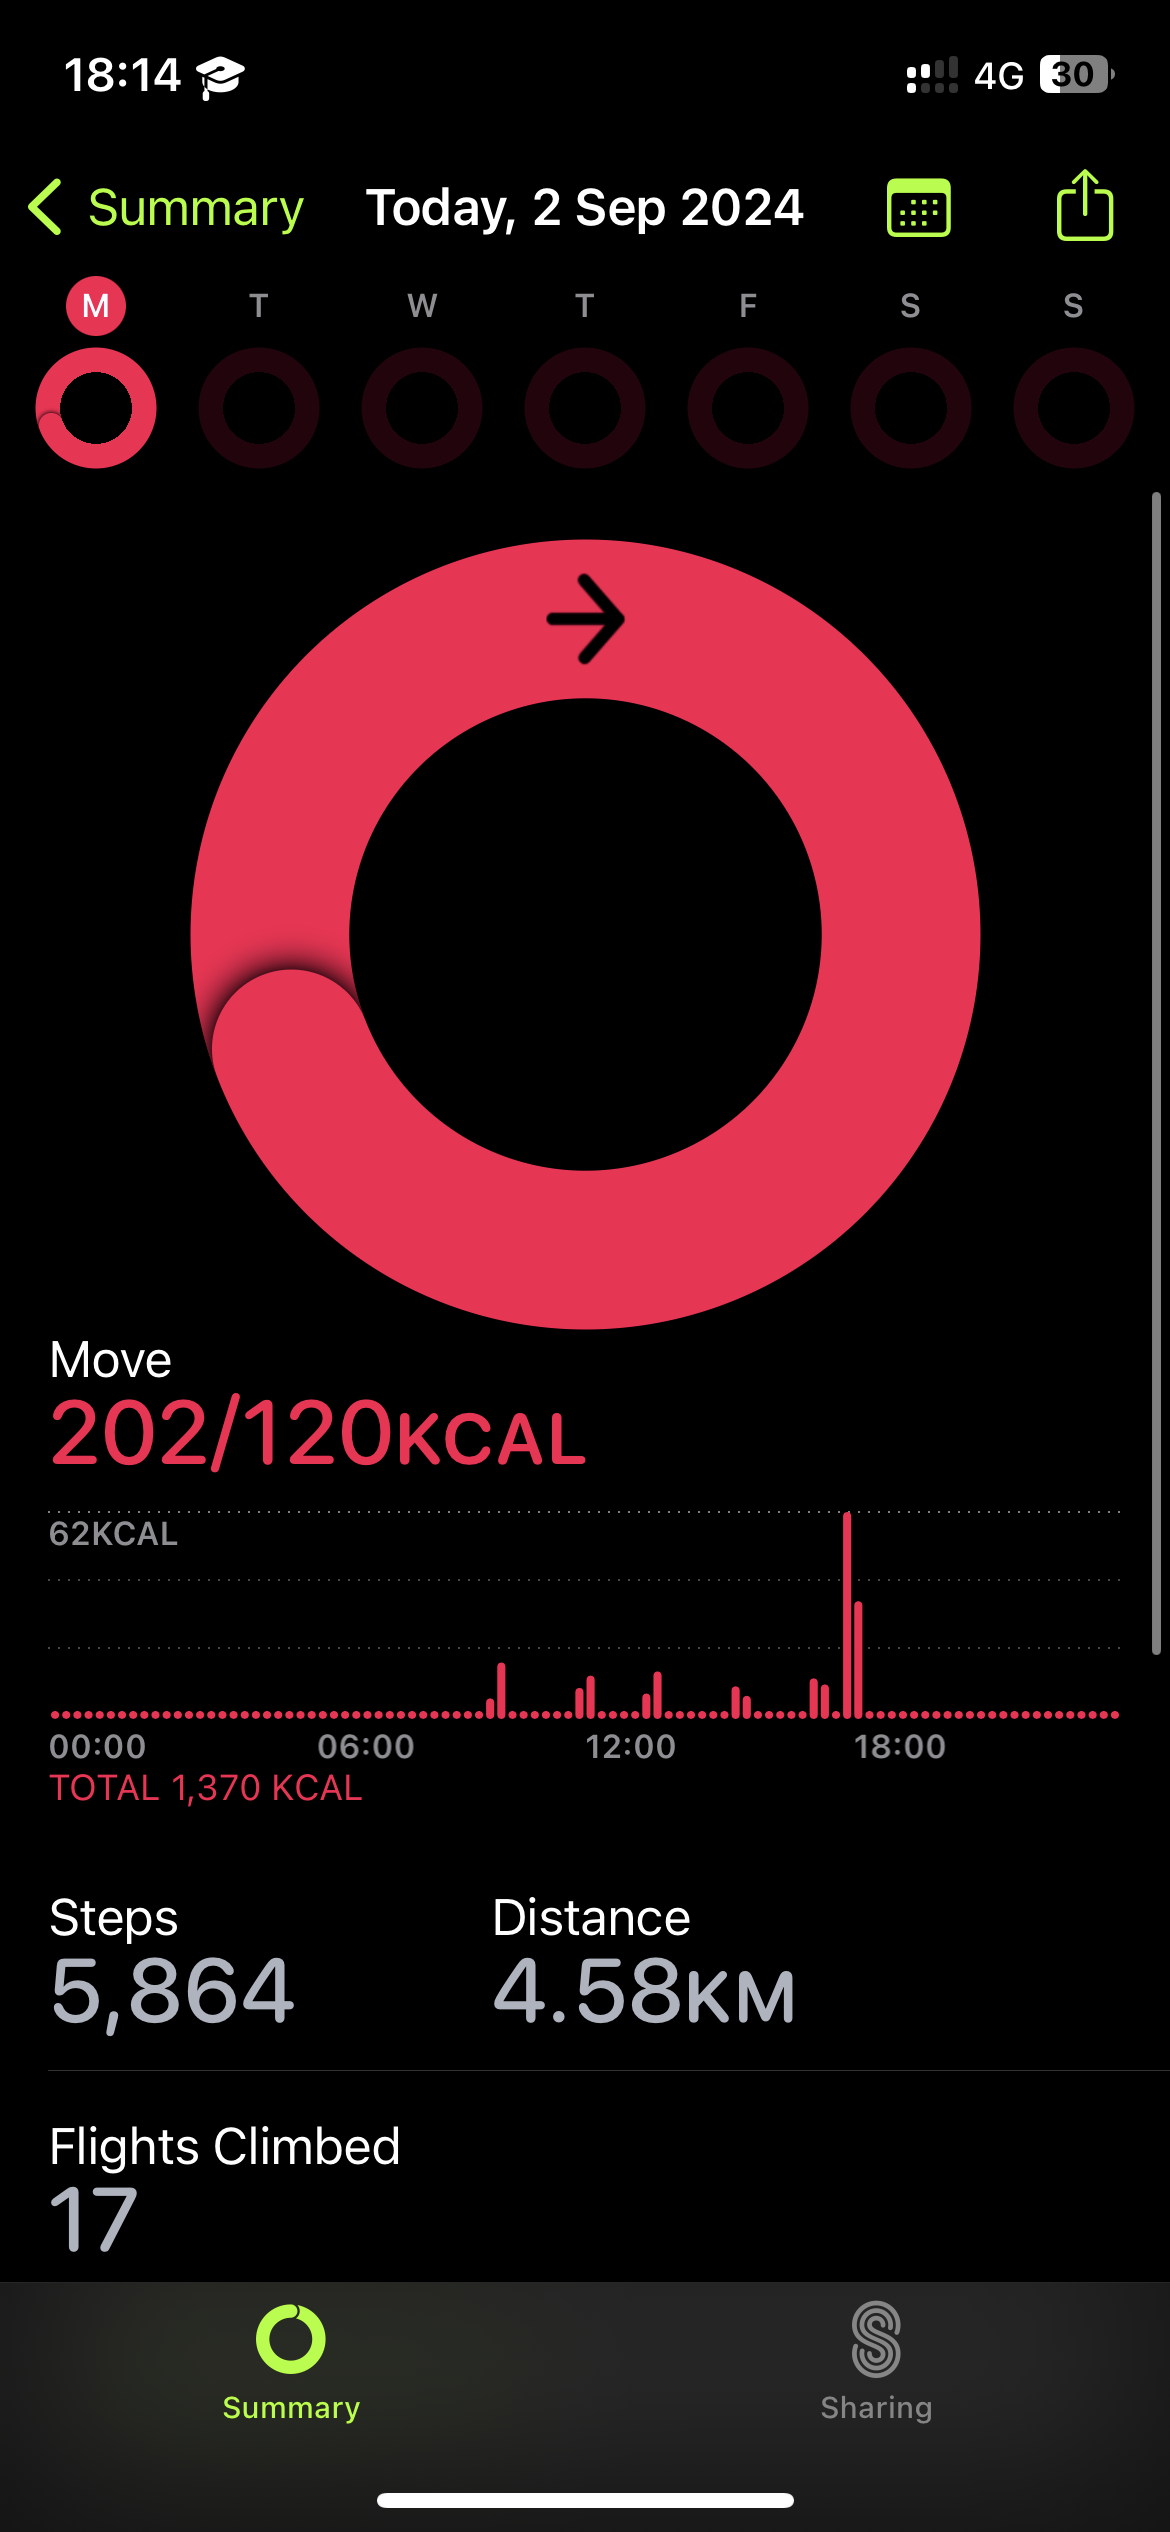 18:14 4G 30
Summary Today, 2 Sep 2024
M T W T F S S
Move
202/120KCAL
62KCAL
00:00 06:00 12:00 18:00
TOTAL 1,370 KCAL
Steps Distance
5,864 4.58KM
Flights Climbed
17
Summary Sharing